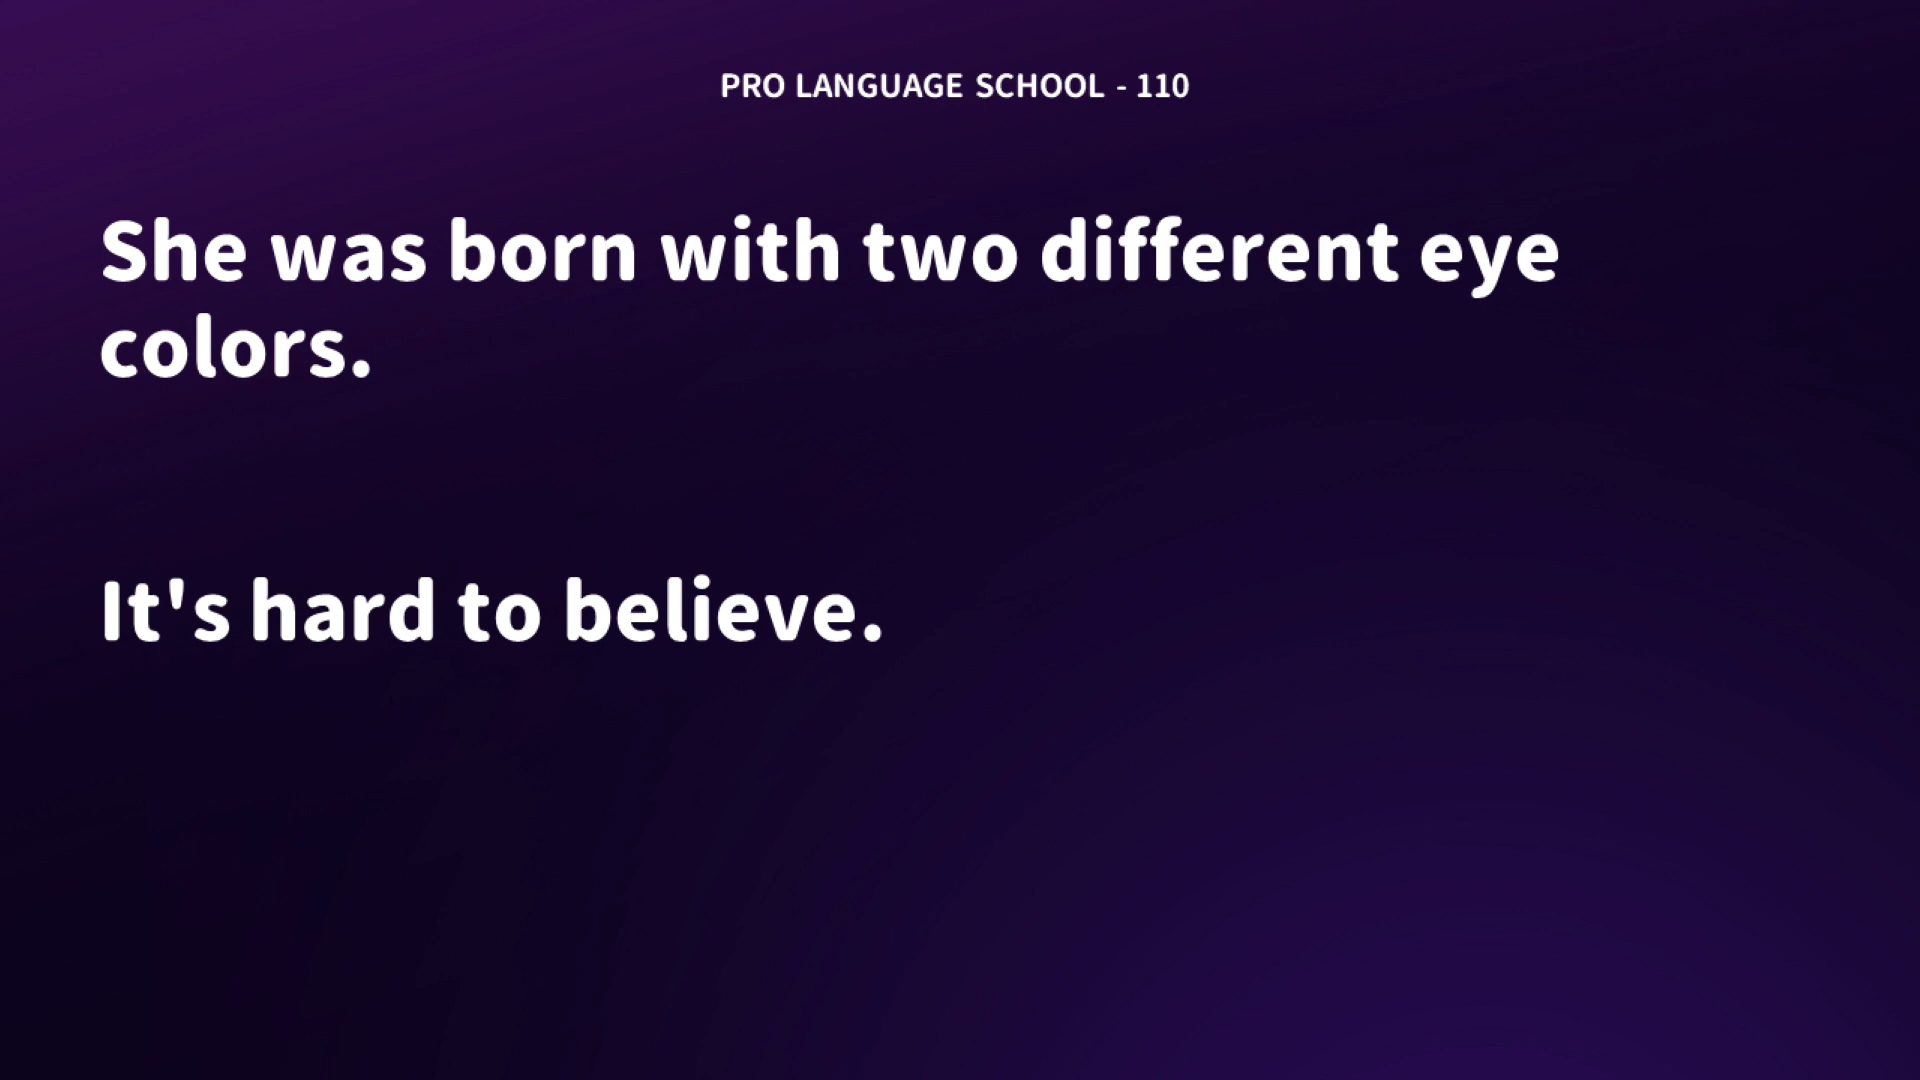 PRO LANGUAGE SCHOOL - 110
She was born with two different eye
colors.
It's hard to believe.